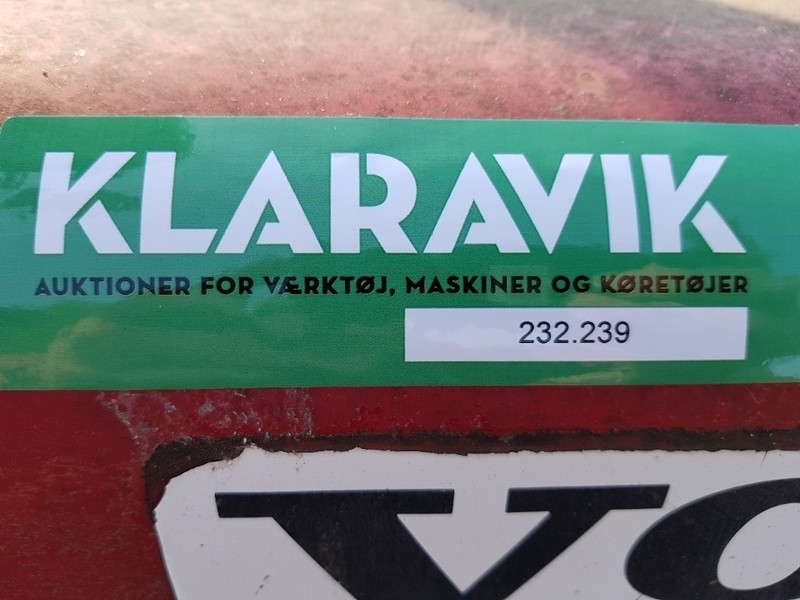 KLARAVIK
AUKTIONER FOR VÆRKTØJ, MASKINER OG KØRETØJER
232.239